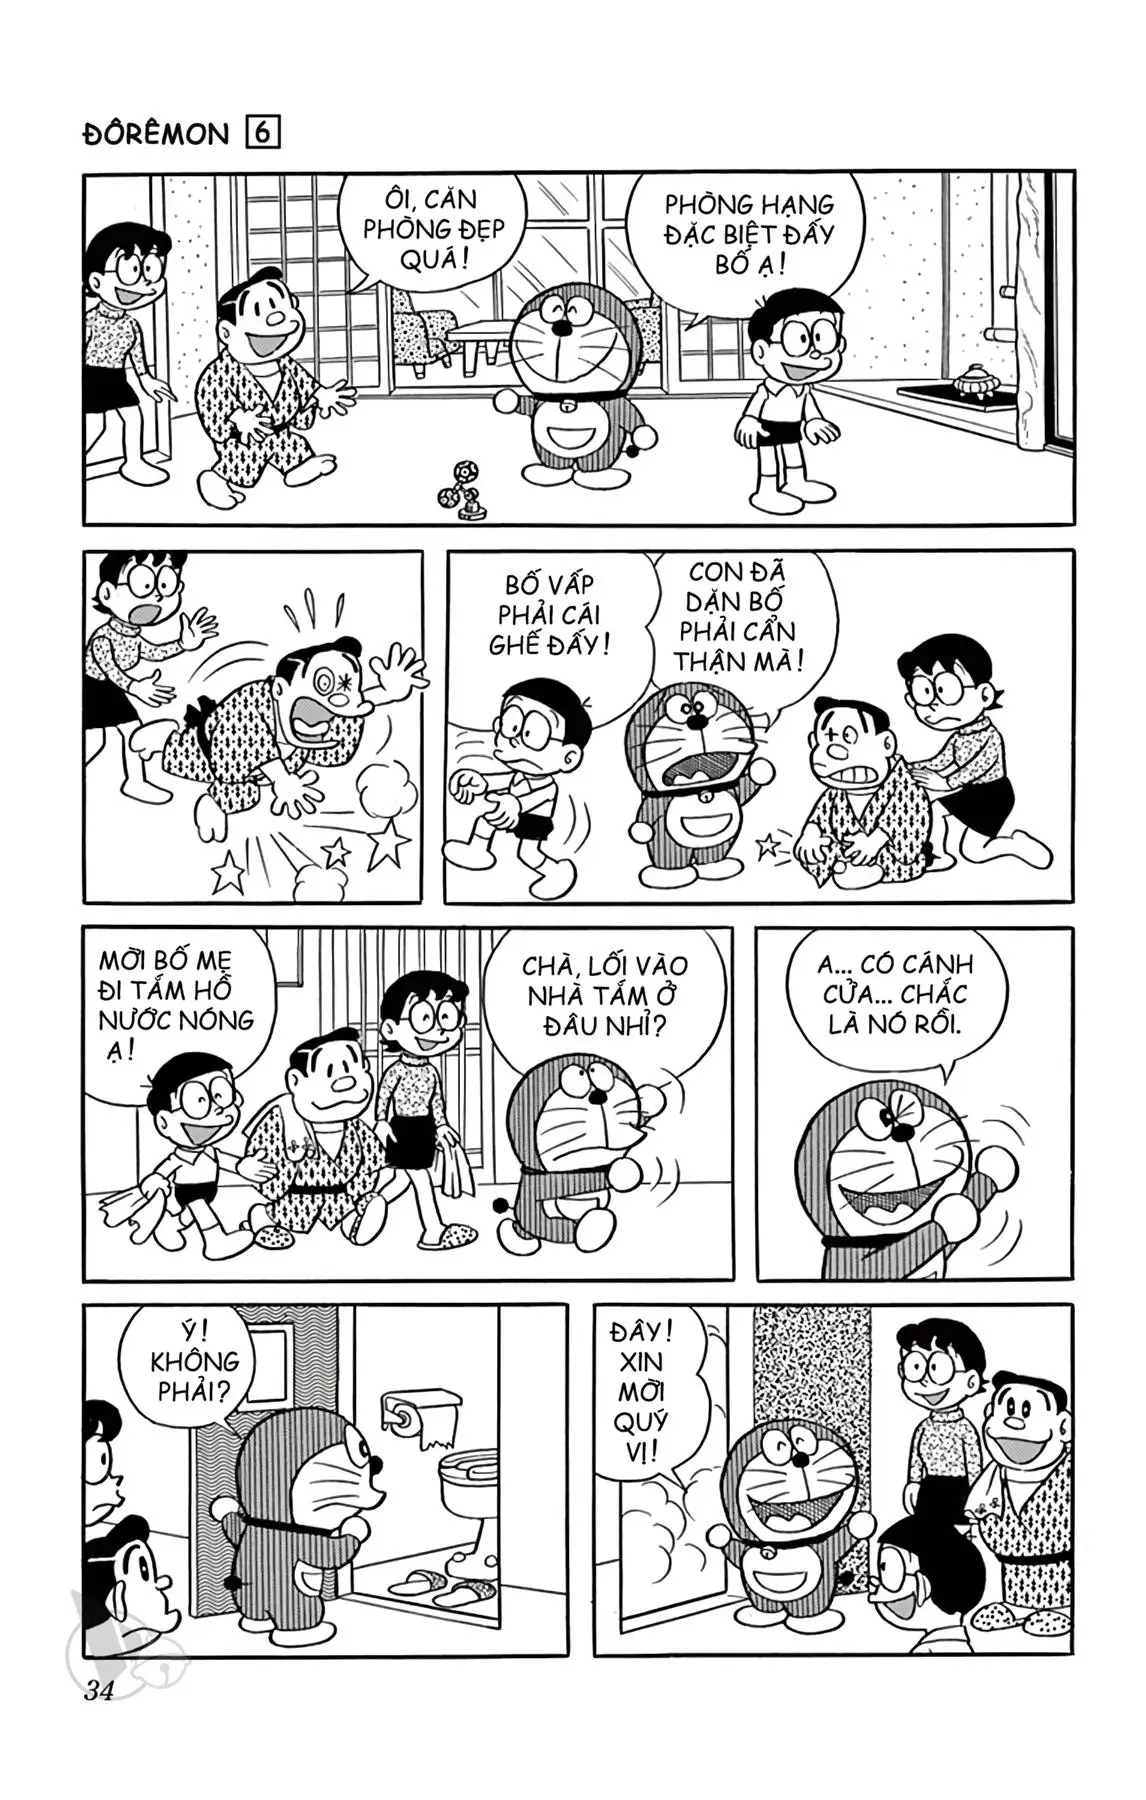 ĐÔRÊMON 6
ÔI, CĂN
PHÒNG ĐẸP
QUÁ!
PHÒNG HẠNG
ĐẶC BIỆT ĐẤY
BỐ Ạ!
BỐ VẤP
PHẢI CÁI
GHẾ ĐẤY!
CON ĐÃ
DẶN BỐ
PHẢI CẨN
THẬN MÀ!
MỜI BỐ MẸ
ĐI TẮM HỒ
NƯỚC NÓNG
Ạ!
CHÀ, LỐI VÀO
NHÀ TẮM Ở
ĐÂU NHỈ?
A... CÓ CÁNH
CỬA... CHẮC
LÀ NÓ RỒI.
Ý!
KHÔNG
PHẢI?
ĐÂY!
XIN
MỜI
QUÝ
VỊ!
34